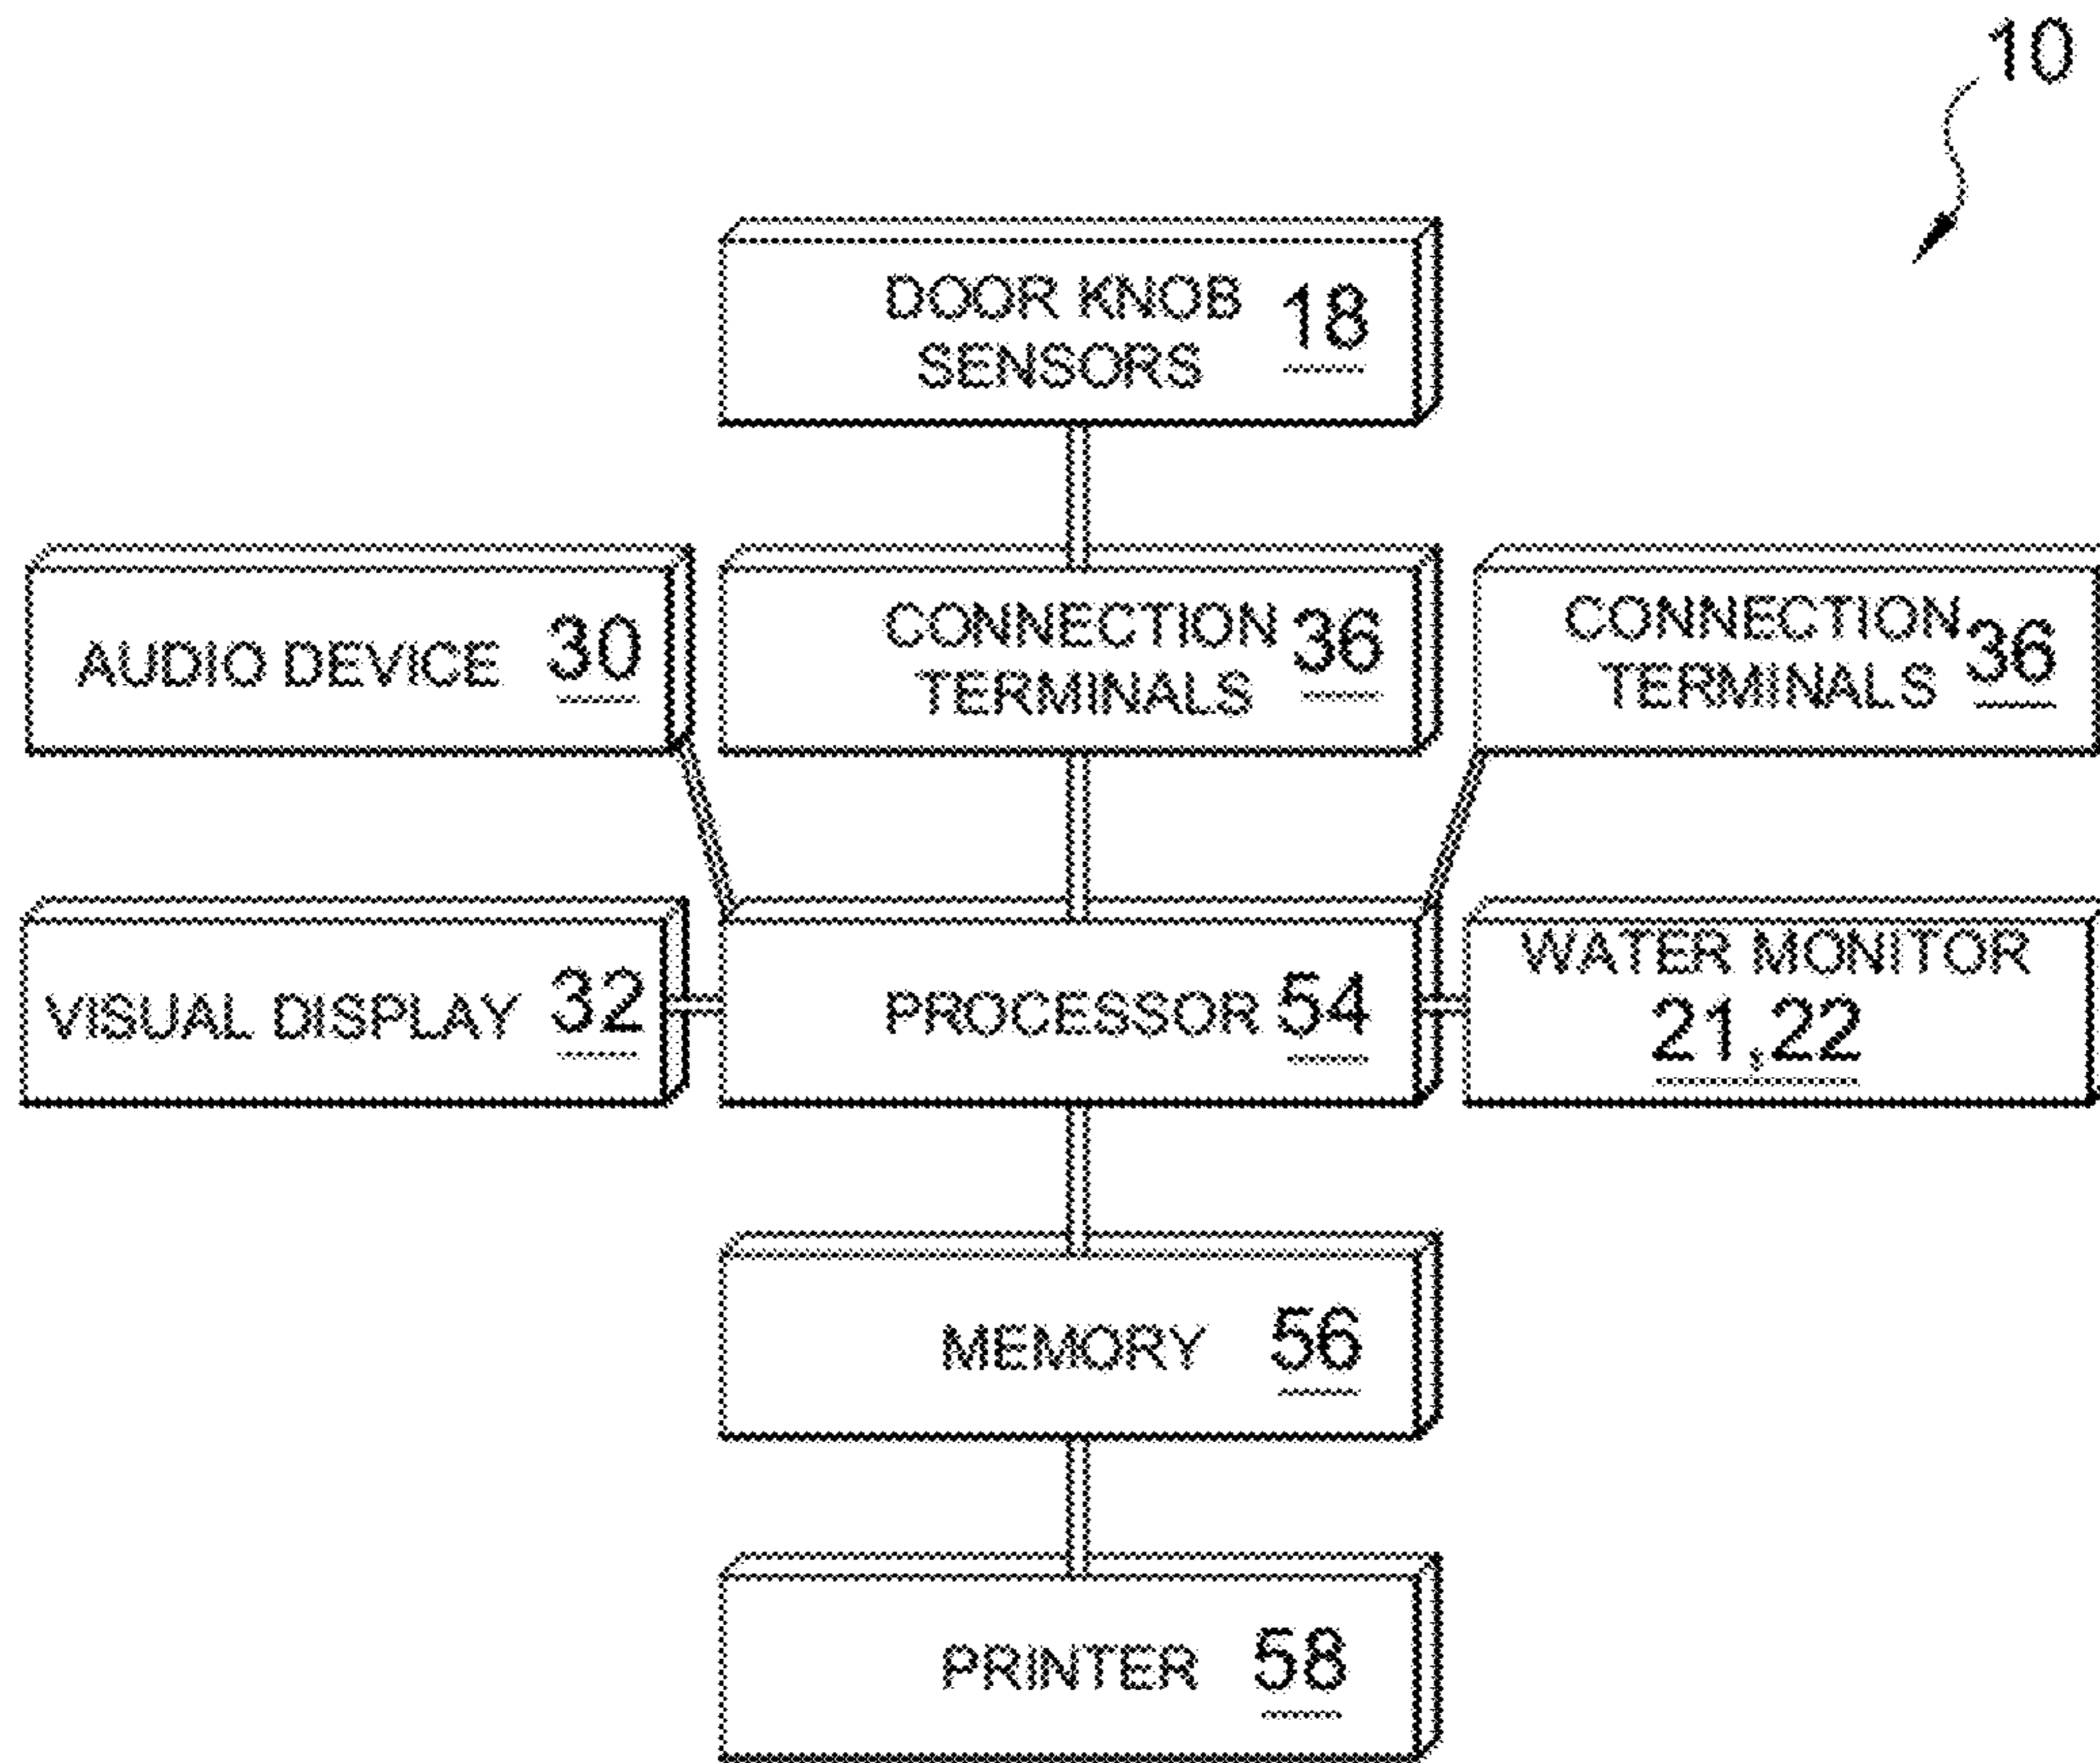 10
DOOR KNOB
SENSORS 18
AUDIO DEVICE 30
CONNECTION
TERMINALS 36
CONNECTION
TERMINALS 36
VISUAL DISPLAY 32
PROCESSOR 54
WATER MONITOR
21,22
MEMORY 56
PRINTER 58